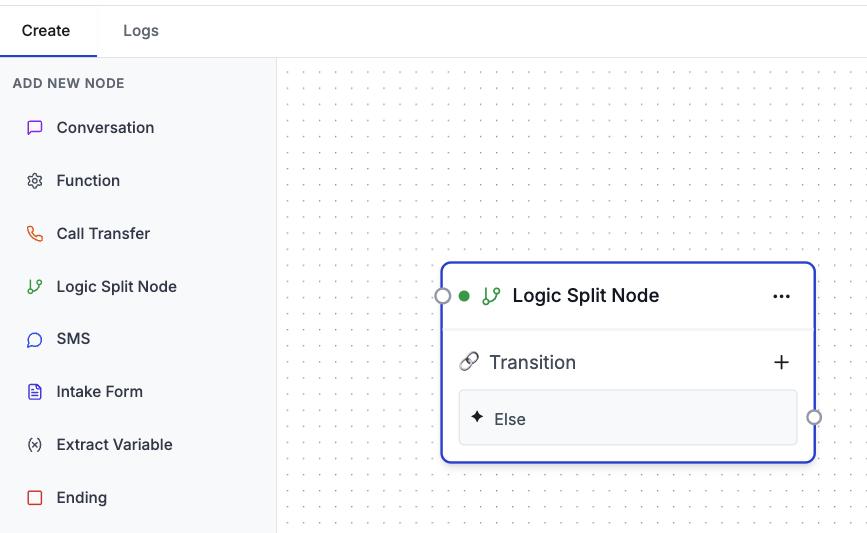 Create
Logs
ADD NEW NODE
Conversation
Function
Call Transfer
Logic Split Node
SMS
Intake Form
Extract Variable
Ending
Logic Split Node
Transition
Else